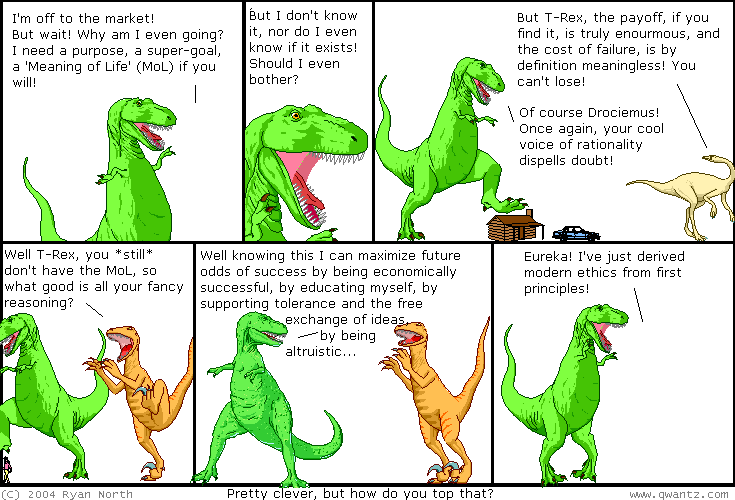 I'm off to the market!
But wait! Why am I even going?
I need a purpose, a super-goal,
a 'Meaning of Life' (MoL) if you
will!
But I don't know
it, nor do I even
know if it exists!
Should I even
bother?
But T-Rex, the payoff, if you
find it, is truly enourmous, and
the cost of failure, is by
definition meaningless! You
can't lose!
Of course Drociemus!
Once again, your cool
voice of rationality
dispells doubt!
Well T-Rex, you *still*
don't have the MoL, so
what good is all your fancy
reasoning?
Well knowing this I can maximize future
odds of success by being economically
successful, by educating myself, by
supporting tolerance and the free
exchange of ideas,
by being
altruistic...
Eureka! I've just derived
modern ethics from first
principles!
(C) 2004 Ryan North
Pretty clever, but how do you top that?
www.qwantz.com